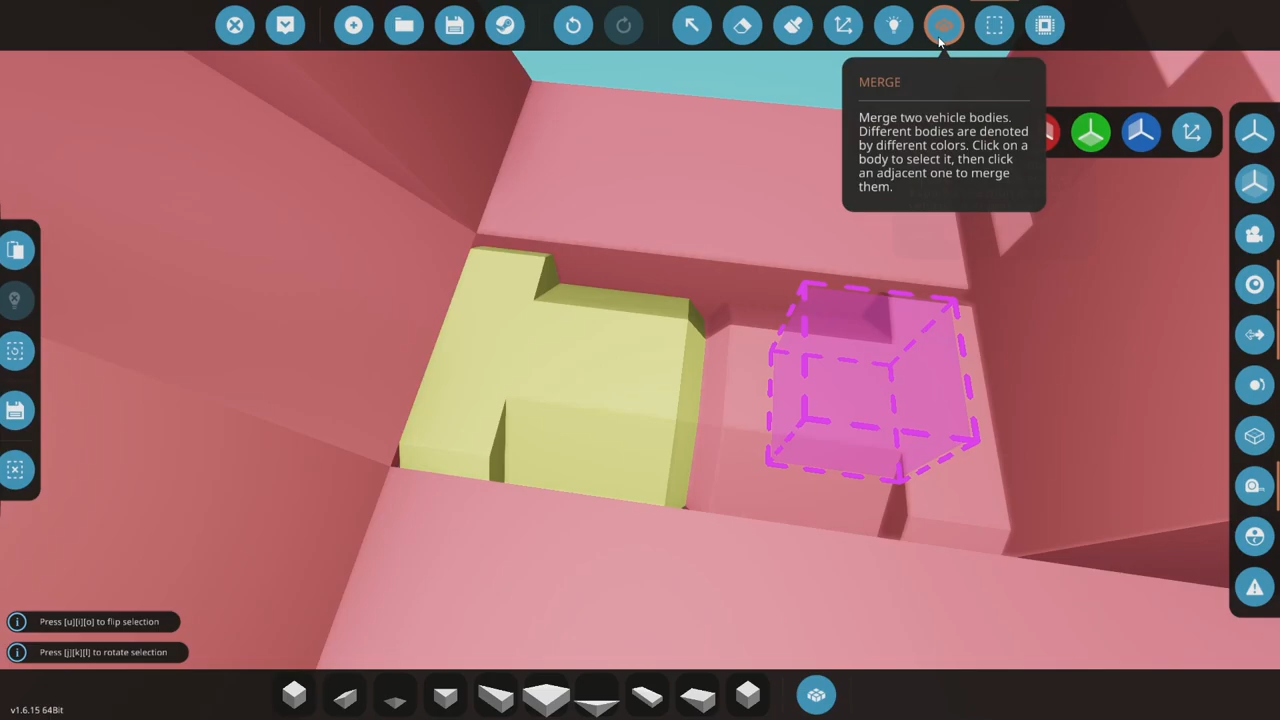 MERGE
Merge two vehicle bodies.
Different bodies are denoted
by different colors. Click on a
body to select it, then click
an adjacent one to merge
them.
Press [u][i][o] to flip selection
Press [j][k][l] to rotate selection
v1.6.15 64Bit